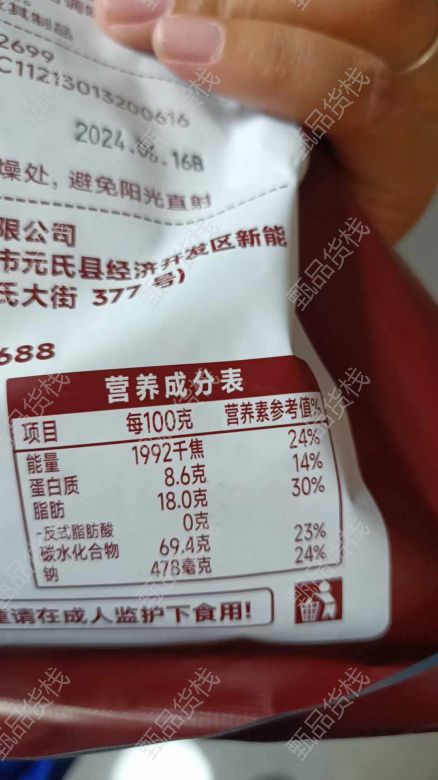 其制品
2699
C11213013200616
2024.06.16B
燥处，避免阳光直射
限公司
市元氏县经济开发区新能
氏大街 377 号)
688
营养成分表
项目 每100克 营养素参考值%
能量 1992千焦 24%
蛋白质 8.6克 14%
脂肪 18.0克 30%
-反式脂肪酸 0克
碳水化合物 69.4克 23%
钠 478毫克 24%
请在成人监护下食用!
甄品货栈